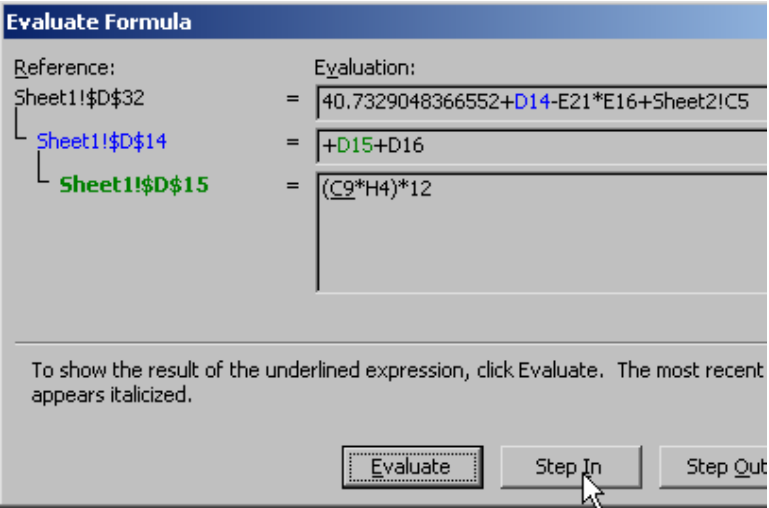 Evaluate Formula
Reference: Evaluation:
Sheet1!$D$32 = 40.7329048366552+D14-E21*E16+Sheet2!C5
Sheet1!$D$14 = +D15+D16
Sheet1!$D$15 = (C9*H4)*12
To show the result of the underlined expression, click Evaluate. The most recent
appears italicized.
Evaluate Step In Step Out